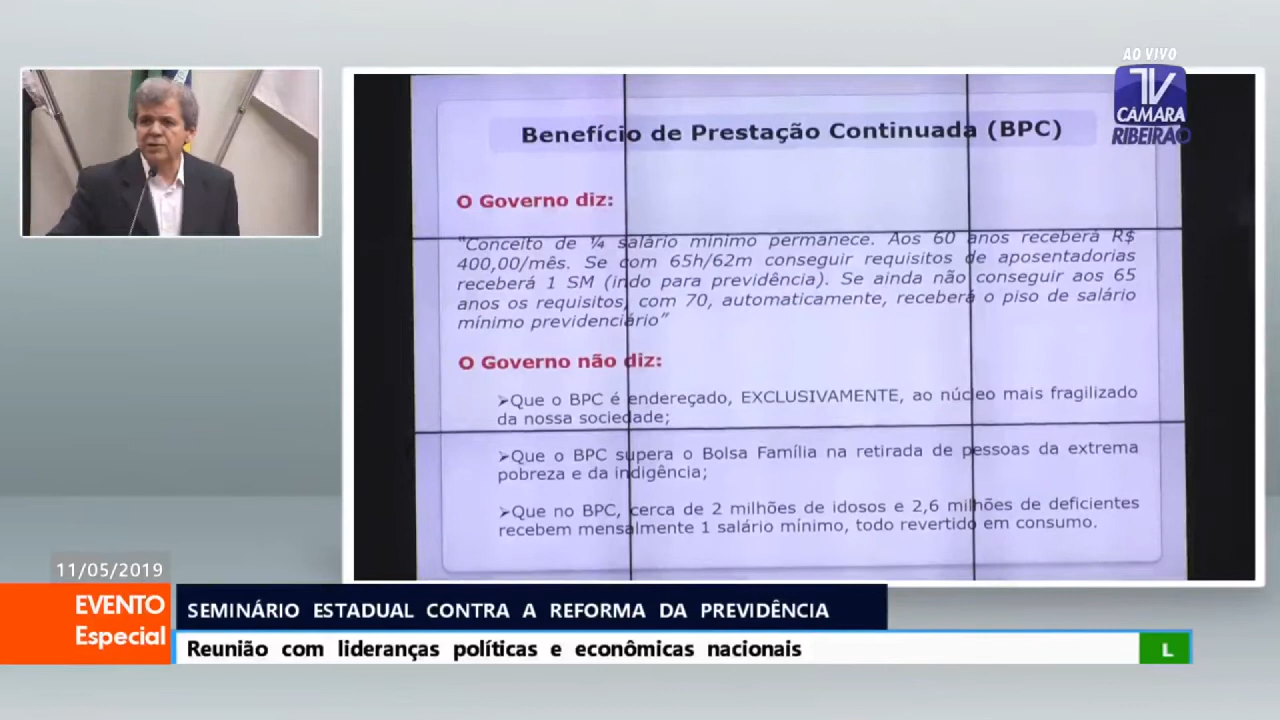 AO VIVO
TV
CÂMARA
RIBEIRÃO
Benefício de Prestação Continuada (BPC)
O Governo diz:
"Conceito de ¼ salário mínimo permanece. Aos 60 anos receberá R$
400,00/mês. Se com 65h/62m conseguir requisitos de aposentadorias
receberá 1 SM (indo para previdência). Se ainda não conseguir aos 65
anos os requisitos, com 70, automaticamente, receberá o piso de salário
mínimo previdenciário”
O Governo não diz:
➢Que o BPC é endereçado, EXCLUSIVAMENTE, ao núcleo mais fragilizado
da nossa sociedade;
➢Que o BPC supera o Bolsa Família na retirada de pessoas da extrema
pobreza e da indigência;
➢Que no BPC, cerca de 2 milhões de idosos e 2,6 milhões de deficientes
recebem mensalmente 1 salário mínimo, todo revertido em consumo.
11/05/2019
EVENTO
Especial
SEMINÁRIO ESTADUAL CONTRA A REFORMA DA PREVIDÊNCIA
Reunião com lideranças políticas e econômicas nacionais
L